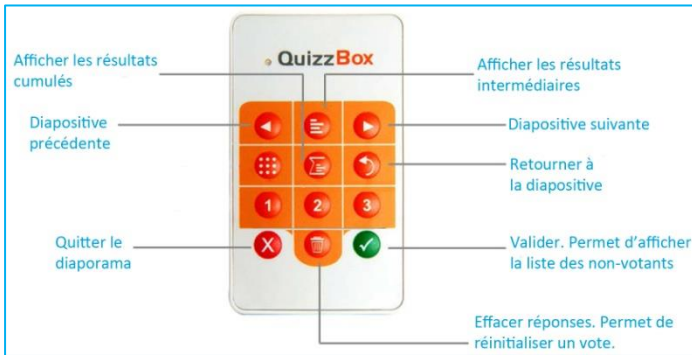 QuizzBox
Afficher les résultats
cumulés
Afficher les résultats
intermédiaires
Diapositive
précédente
Diapositive suivante
Retourner à
la diapositive
1 2 3
Quitter le
diaporama
X
Valider. Permet d'afficher
la liste des non-votants
Effacer réponses. Permet de
réinitialiser un vote.